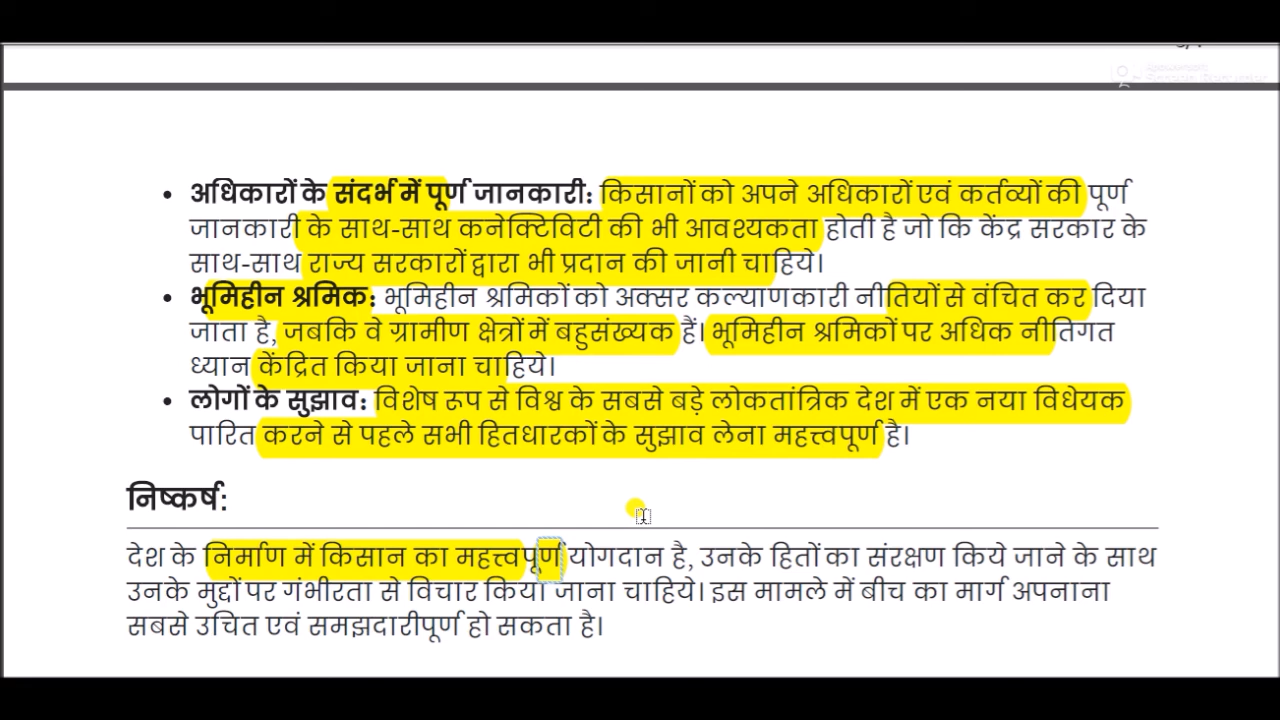 अधिकारों के संदर्भ में पूर्ण जानकारी: किसानों को अपने अधिकारों एवं कर्तव्यों की पूर्ण
जानकारी के साथ-साथ कनेक्टिविटी की भी आवश्यकता होती है जो कि केंद्र सरकार के
साथ-साथ राज्य सरकारों द्वारा भी प्रदान की जानी चाहिये।
भूमिहीन श्रमिक: भूमिहीन श्रमिकों को अक्सर कल्याणकारी नीतियों से वंचित कर दिया
जाता है, जबकि वे ग्रामीण क्षेत्रों में बहुसंख्यक हैं। भूमिहीन श्रमिकों पर अधिक नीतिगत
ध्यान केंद्रित किया जाना चाहिये।
लोगों के सुझाव: विशेष रूप से विश्व के सबसे बड़े लोकतांत्रिक देश में एक नया विधेयक
पारित करने से पहले सभी हितधारकों के सुझाव लेना महत्त्वपूर्ण है।
निष्कर्ष:
देश के निर्माण में किसान का महत्त्वपूर्ण योगदान है, उनके हितों का संरक्षण किये जाने के साथ
उनके मुद्दों पर गंभीरता से विचार किया जाना चाहिये। इस मामले में बीच का मार्ग अपनाना
सबसे उचित एवं समझदारीपूर्ण हो सकता है।